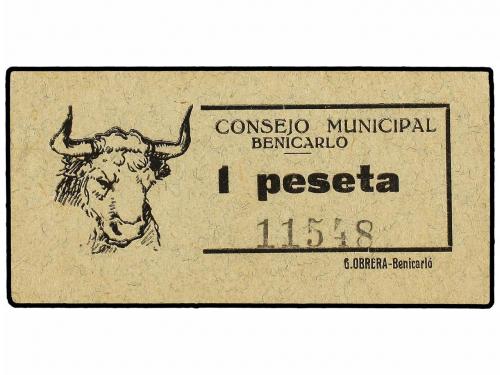 CONSEJO MUNICIPAL
BENICARLO
1 peseta
11548
G.OBRERA-Benicarló